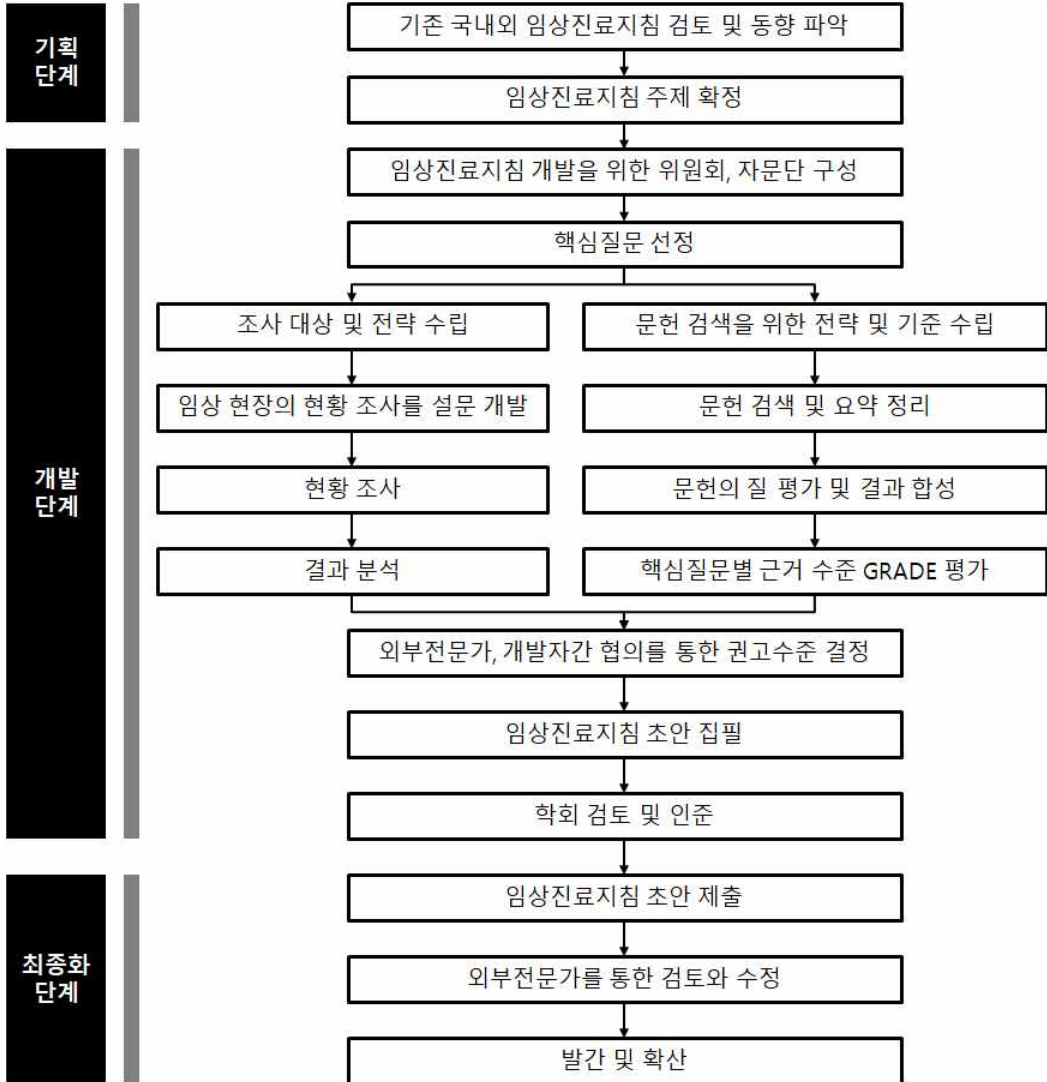 기획
단계
기존 국내외 임상진료지침 검토 및 동향 파악
임상진료지침 주제 확정
개발
단계
임상진료지침 개발을 위한 위원회, 자문단 구성
핵심질문 선정
조사 대상 및 전략 수립
임상 현장의 현황 조사를 설문 개발
현황 조사
결과 분석
문헌 검색을 위한 전략 및 기준 수립
문헌 검색 및 요약 정리
문헌의 질 평가 및 결과 합성
핵심질문별 근거 수준 GRADE 평가
외부전문가, 개발자간 협의를 통한 권고수준 결정
임상진료지침 초안 집필
학회 검토 및 인준
최종화
단계
임상진료지침 초안 제출
외부전문가를 통한 검토와 수정
발간 및 확산